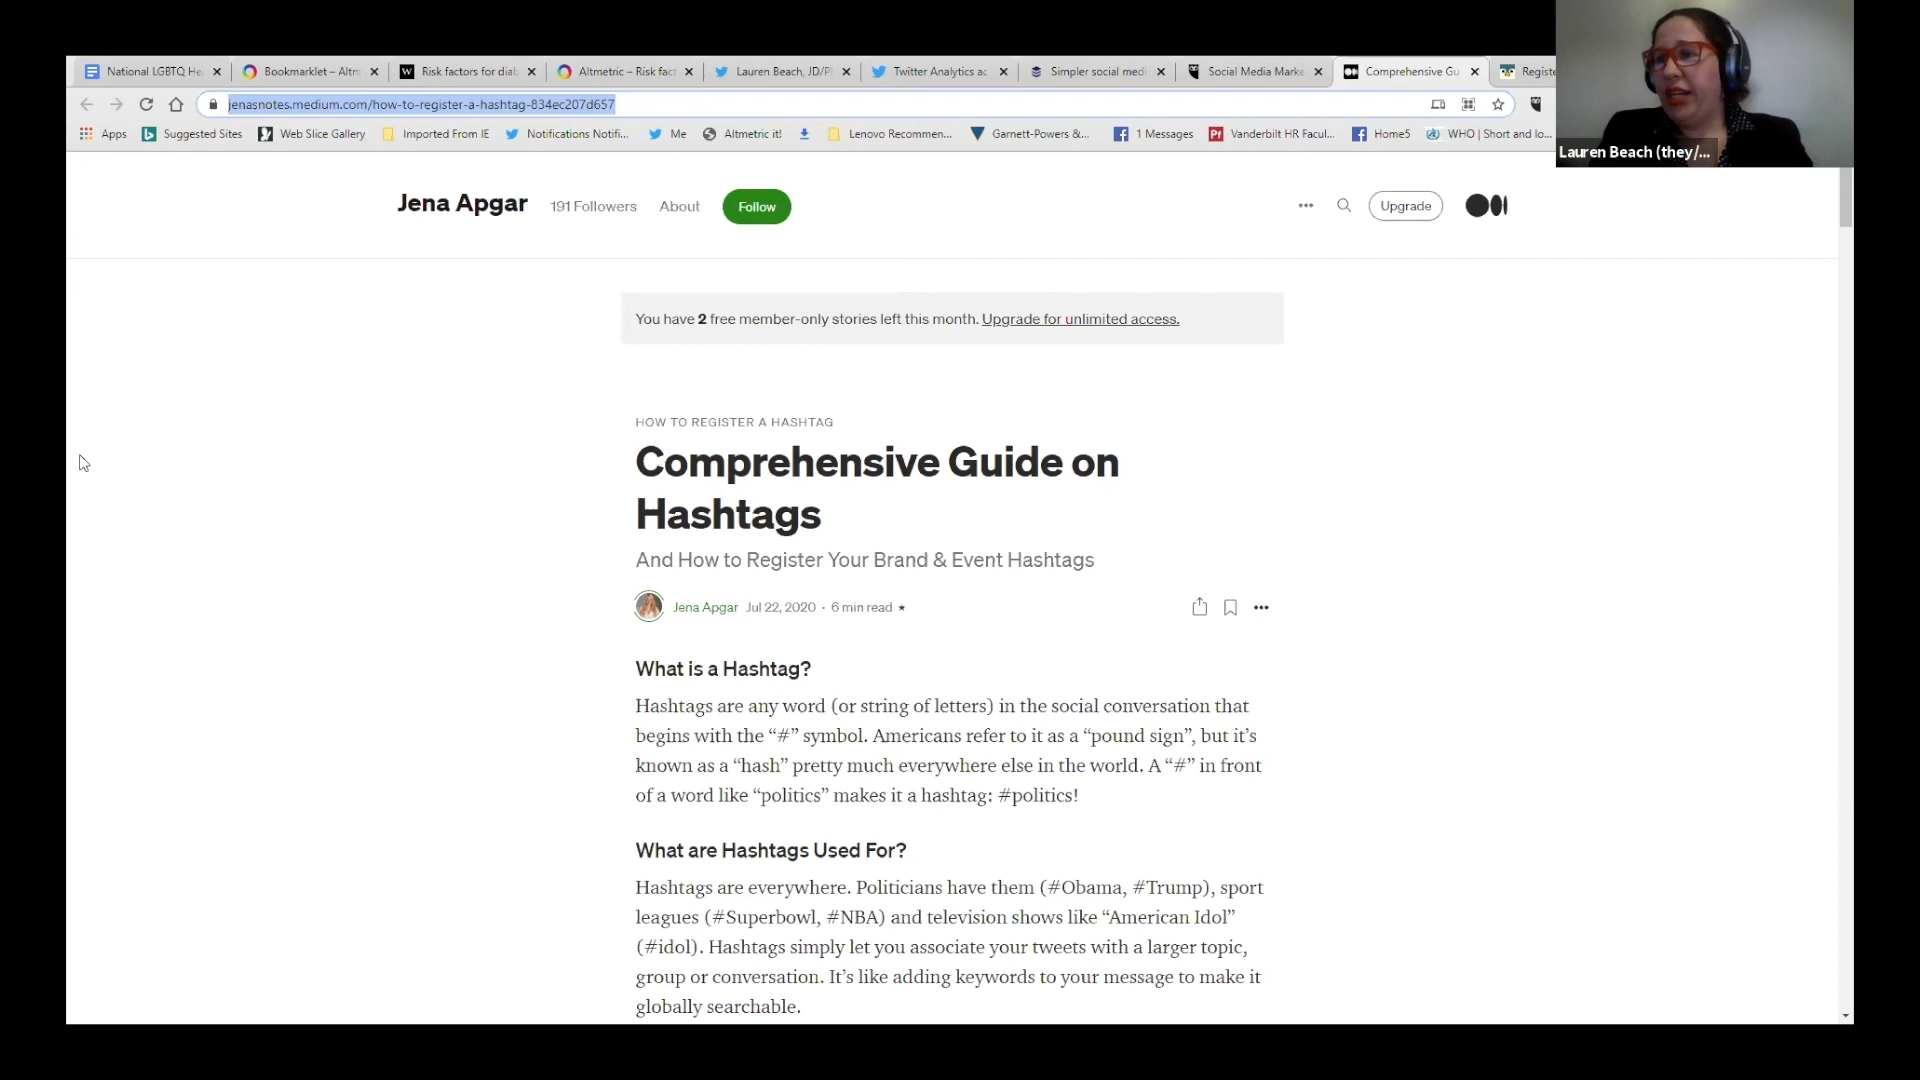 National LGBTQ He
Bookmarklet – Altm
Risk factors for diab
Altmetric – Risk fact
Lauren Beach, JD/P
Twitter Analytics ac
Simpler social medi
Social Media Marke
Comprehensive Gu
Registe
jenasnotes.medium.com/how-to-register-a-hashtag-834ec207d657
Apps
Suggested Sites
Web Slice Gallery
Imported From IE
Notifications Notifi...
Me
Altmetric it!
Lenovo Recommen...
Garnett-Powers &...
1 Messages
Vanderbilt HR Facul...
Home5
WHO | Short and lo...
Lauren Beach (they/...
Jena Apgar
191 Followers
About
Follow
Upgrade
You have 2 free member-only stories left this month. Upgrade for unlimited access.
HOW TO REGISTER A HASHTAG
Comprehensive Guide on
Hashtags
And How to Register Your Brand & Event Hashtags
Jena Apgar Jul 22, 2020 · 6 min read
What is a Hashtag?
Hashtags are any word (or string of letters) in the social conversation that
begins with the “#” symbol. Americans refer to it as a “pound sign”, but it’s
known as a “hash” pretty much everywhere else in the world. A “#” in front
of a word like “politics” makes it a hashtag: #politics!
What are Hashtags Used For?
Hashtags are everywhere. Politicians have them (#Obama, #Trump), sport
leagues (#Superbowl, #NBA) and television shows like “American Idol”
(#idol). Hashtags simply let you associate your tweets with a larger topic,
group or conversation. It’s like adding keywords to your message to make it
globally searchable.